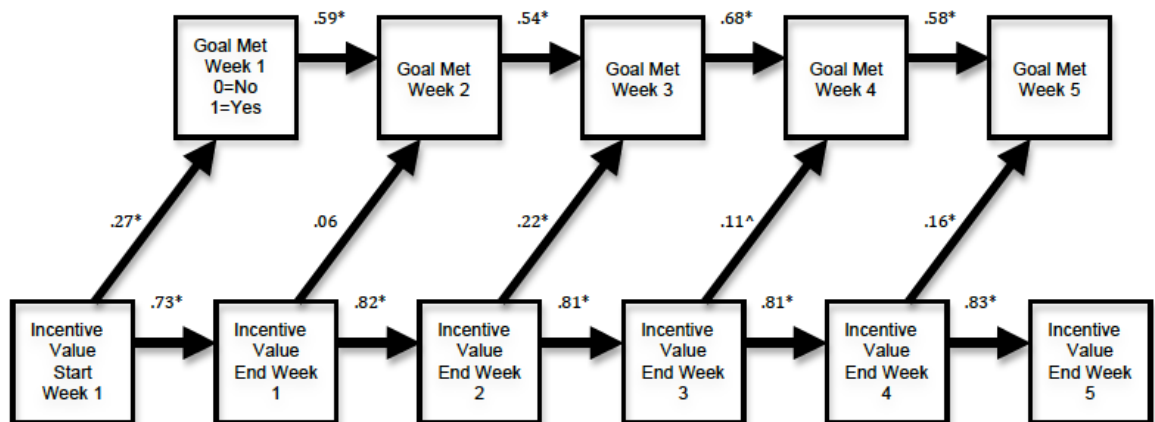 .59*
.54*
.68*
.58*
Goal Met
Week 1
0=No
1=Yes
Goal Met
Week 2
Goal Met
Week 3
Goal Met
Week 4
Goal Met
Week 5
.27*
.06
.22*
.11^
.16*
.73*
.82*
.81*
.81*
.83*
Incentive
Value
Start
Week 1
Incentive
Value
End Week
1
Incentive
Value
End Week
2
Incentive
Value
End Week
3
Incentive
Value
End Week
4
Incentive
Value
End Week
5